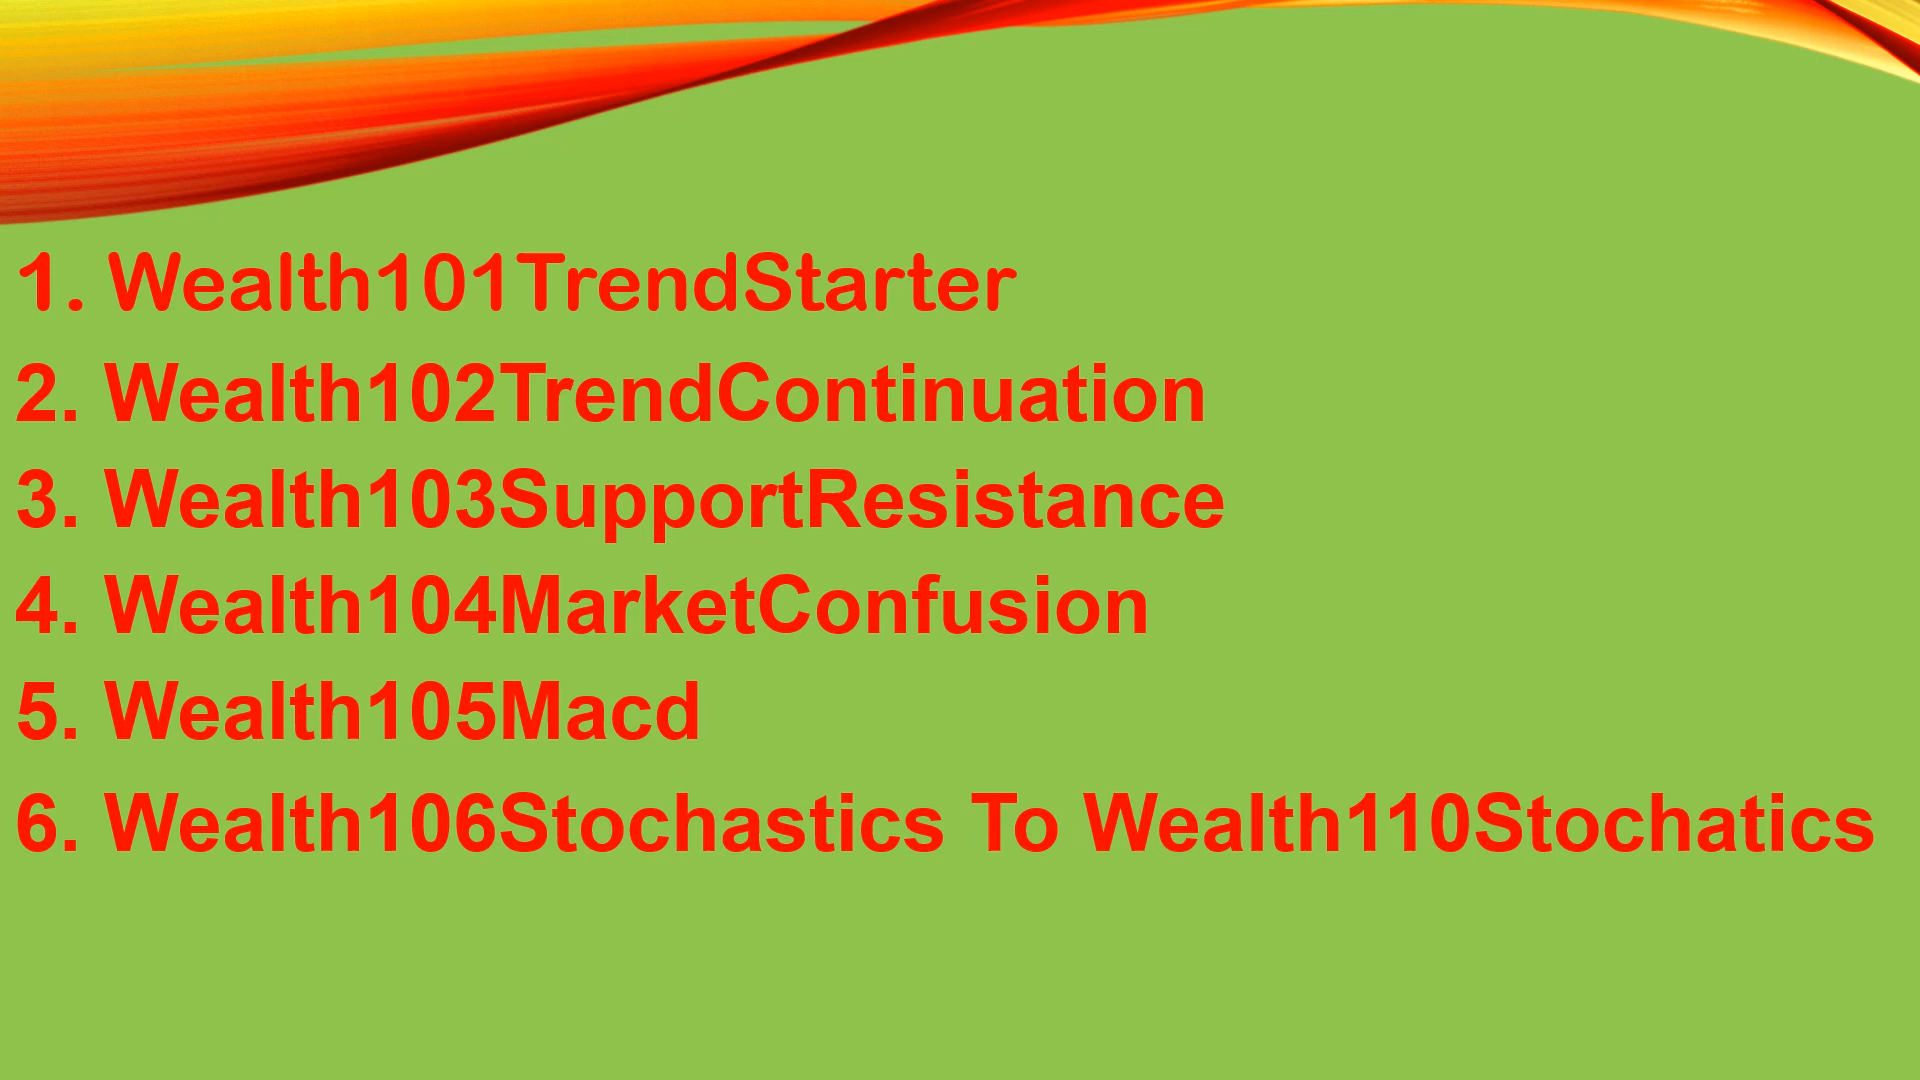 1. Wealth101TrendStarter
2. Wealth102TrendContinuation
3. Wealth103SupportResistance
4. Wealth104MarketConfusion
5. Wealth105Macd
6. Wealth106Stochastics To Wealth110Stochatics